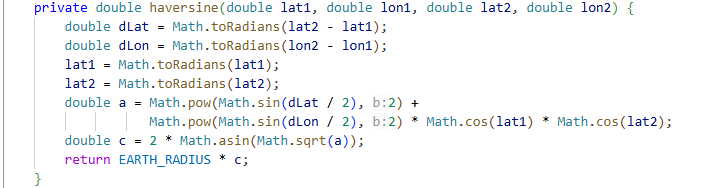 private double haversine(double lat1, double lon1, double lat2, double lon2) {
double dLat = Math.toRadians(lat2 - lat1);
double dLon = Math.toRadians(lon2 - lon1);
lat1 = Math.toRadians(lat1);
lat2 = Math.toRadians(lat2);
double a = Math.pow(Math.sin(dLat / 2), b:2) +
Math.pow(Math.sin(dLon / 2), b:2) * Math.cos(lat1) * Math.cos(lat2);
double c = 2 * Math.asin(Math.sqrt(a));
return EARTH_RADIUS * c;
}